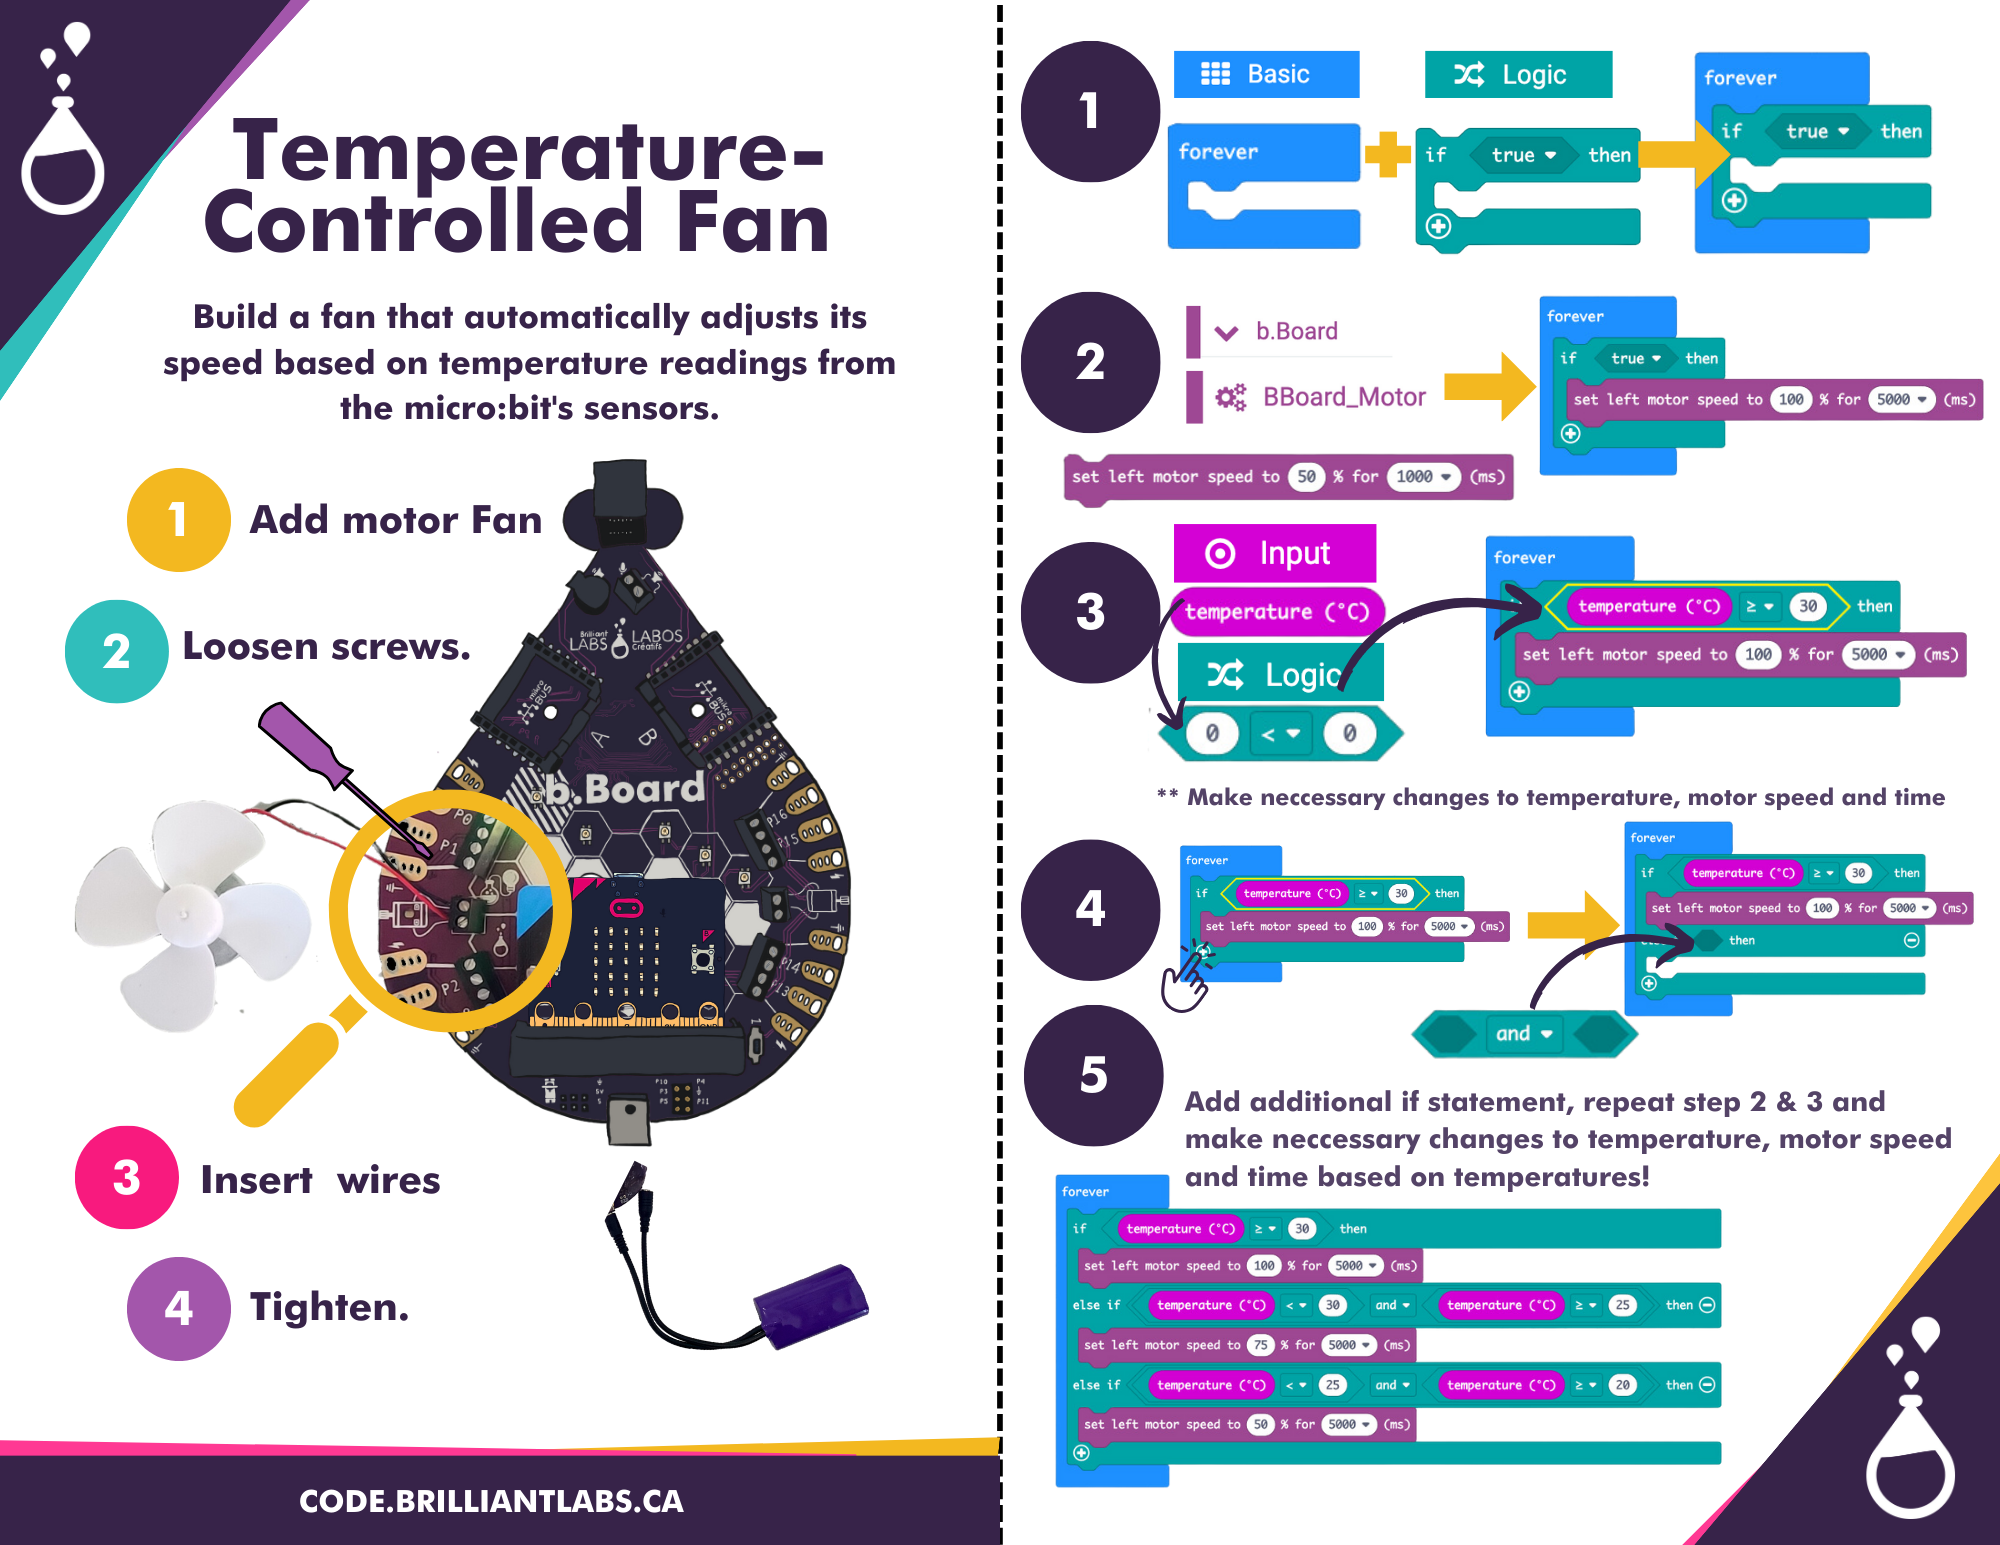 Temperature-
Controlled Fan
Build a fan that automatically adjusts its
speed based on temperature readings from
the micro:bit's sensors.
1 Add motor Fan
2 Loosen screws.
Brilliant
LABS
LABOS
Créatifs
mikro
BUS
mikro
BUS
A
B
b.Board
P0
P1
P2
P16
P15
P14
P13
5V
P10
P4
P3
P5
P11
3 Insert wires
4 Tighten.
CODE.BRILLIANTLABS.CA
1
Basic
Logic
forever
if true then
forever
if true then
2
b.Board
BBoard_Motor
set left motor speed to 50 % for 1000 (ms)
forever
if true then
set left motor speed to 100 % for 5000 (ms)
3
Input
temperature (°C)
Logic
0 < 0
forever
temperature (°C) ≥ 30 then
set left motor speed to 100 % for 5000 (ms)
** Make neccessary changes to temperature, motor speed and time
4
forever
if temperature (°C) ≥ 30 then
set left motor speed to 100 % for 5000 (ms)
forever
if temperature (°C) ≥ 30 then
set left motor speed to 100 % for 5000 (ms)
then
and
5
Add additional if statement, repeat step 2 & 3 and
make neccessary changes to temperature, motor speed
and time based on temperatures!
forever
if temperature (°C) ≥ 30 then
set left motor speed to 100 % for 5000 (ms)
else if temperature (°C) < 30 and temperature (°C) ≥ 25 then
set left motor speed to 75 % for 5000 (ms)
else if temperature (°C) < 25 and temperature (°C) ≥ 20 then
set left motor speed to 50 % for 5000 (ms)